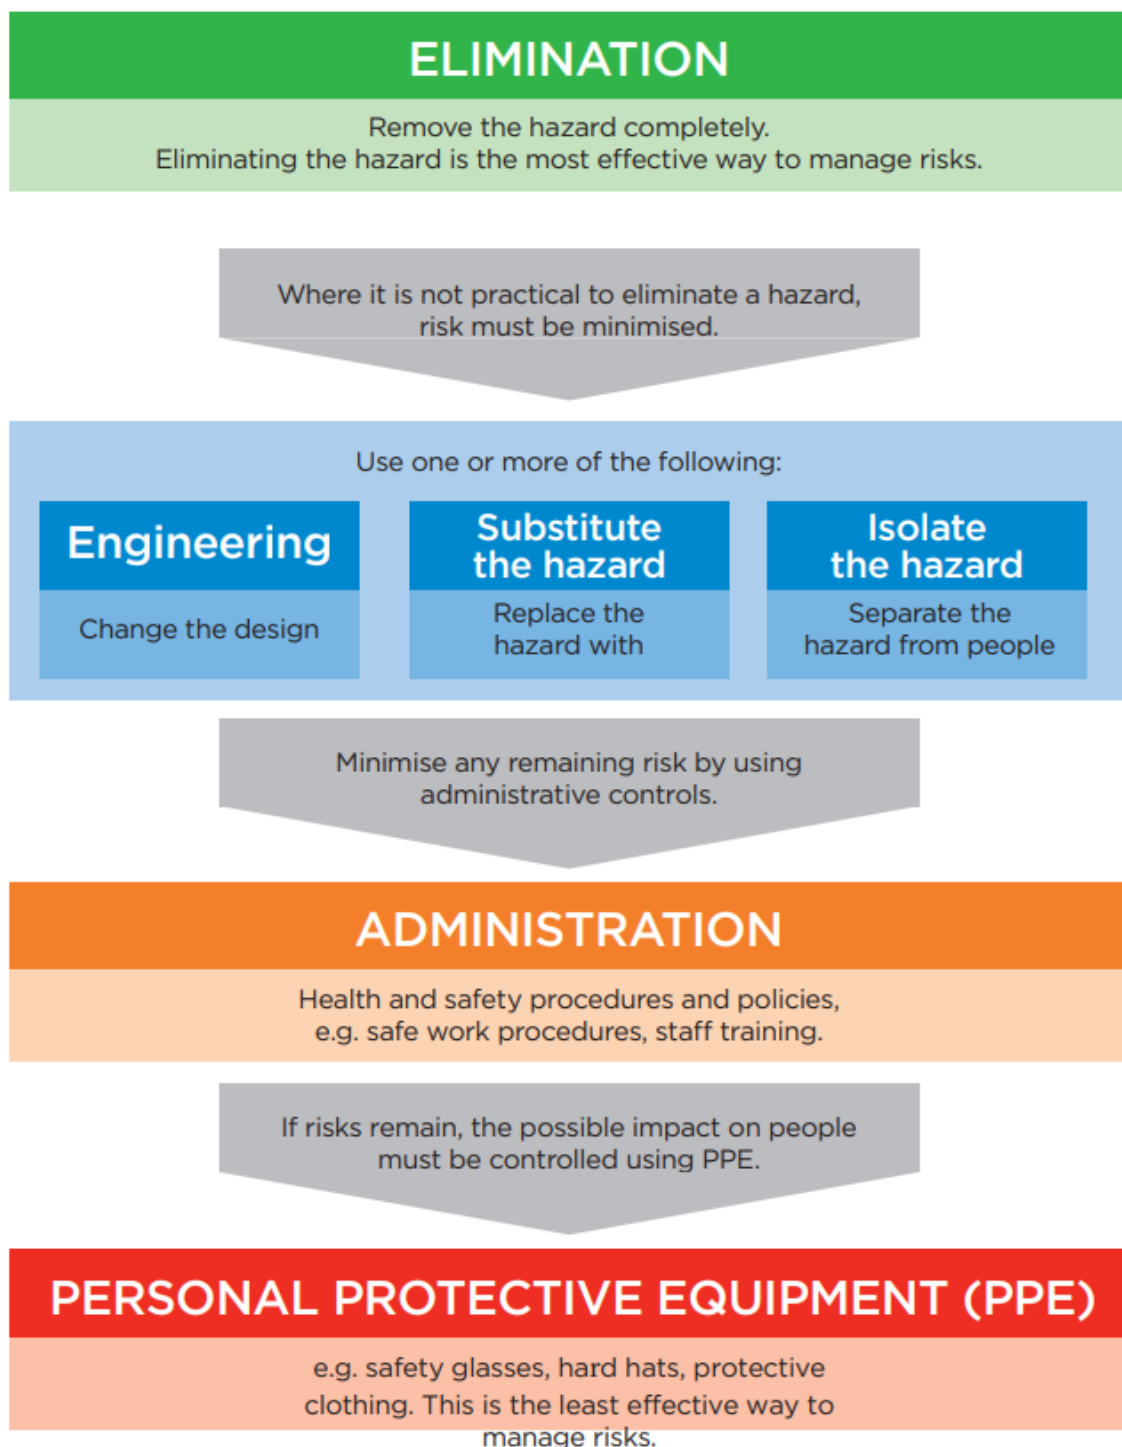 ELIMINATION
Remove the hazard completely.
Eliminating the hazard is the most effective way to manage risks.
Where it is not practical to eliminate a hazard,
risk must be minimised.
Use one or more of the following:
Engineering
Change the design
Substitute
the hazard
Replace the
hazard with
Isolate
the hazard
Separate the
hazard from people
Minimise any remaining risk by using
administrative controls.
ADMINISTRATION
Health and safety procedures and policies,
e.g. safe work procedures, staff training.
If risks remain, the possible impact on people
must be controlled using PPE.
PERSONAL PROTECTIVE EQUIPMENT (PPE)
e.g. safety glasses, hard hats, protective
clothing. This is the least effective way to
manage risks.